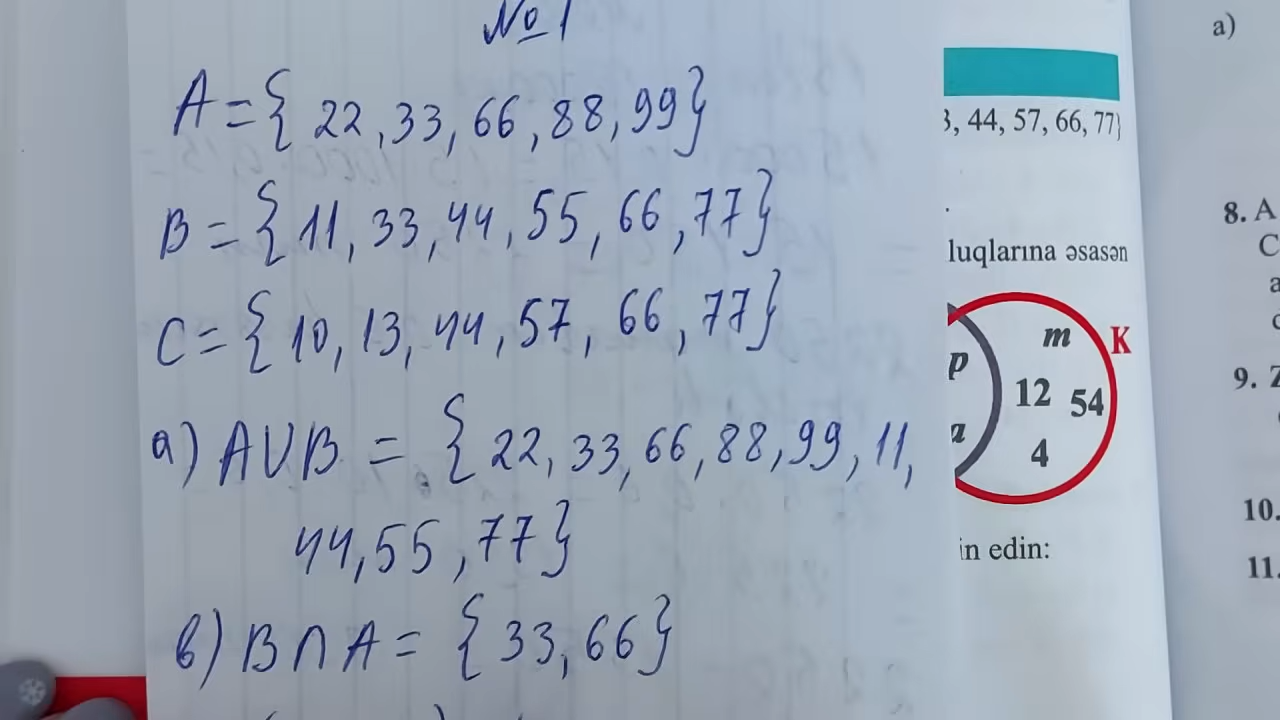 №1
A = { 22, 33, 66, 88, 99}
B = { 11, 33, 44, 55, 66, 77}
C = { 10, 13, 44, 57, 66, 77}
a) A∪B = { 22, 33, 66, 88, 99, 11,
44, 55, 77}
в) B∩A = { 33, 66}
3, 44, 57, 66, 77}
luqlarına əsasən
m
K
p
12
54
a
4
in edin:
a)
8. A
C
a
c
9. Z
10.
11.